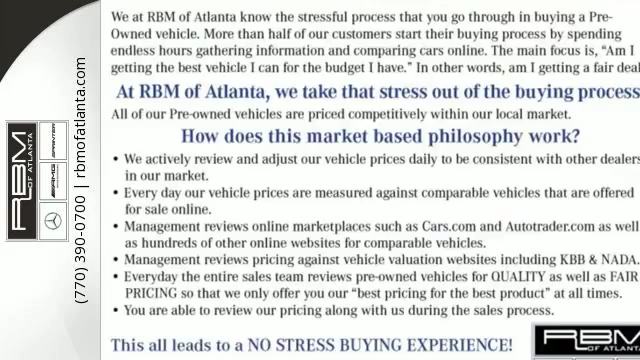 We at RBM of Atlanta know the stressful process that you go through in buying a Pre-
Owned vehicle. More than half of our customers start their buying process by spending
endless hours gathering information and comparing cars online. The main focus is, "Am I
getting the best vehicle I can for the budget I have." In other words, am I getting a fair deal
At RBM of Atlanta, we take that stress out of the buying process
All of our Pre-owned vehicles are priced competitively within our local market.
How does this market based philosophy work?
• We actively review and adjust our vehicle prices daily to be consistent with other dealers
in our market.
• Every day our vehicle prices are measured against comparable vehicles that are offered
for sale online.
• Management reviews online marketplaces such as Cars.com and Autotrader.com as well
as hundreds of other online websites for comparable vehicles.
• Management reviews pricing against vehicle valuation websites including KBB & NADA.
• Everyday the entire sales team reviews pre-owned vehicles for QUALITY as well as FAIR
PRICING so that we only offer you our "best pricing for the best product" at all times.
• You are able to review our pricing along with us during the sales process.
This all leads to a NO STRESS BUYING EXPERIENCE!
RBM
OF ATLANTA
(770) 390-0700 | rbmofatlanta.com
RBM
OF ATLANTA
AMG
SPRINTER